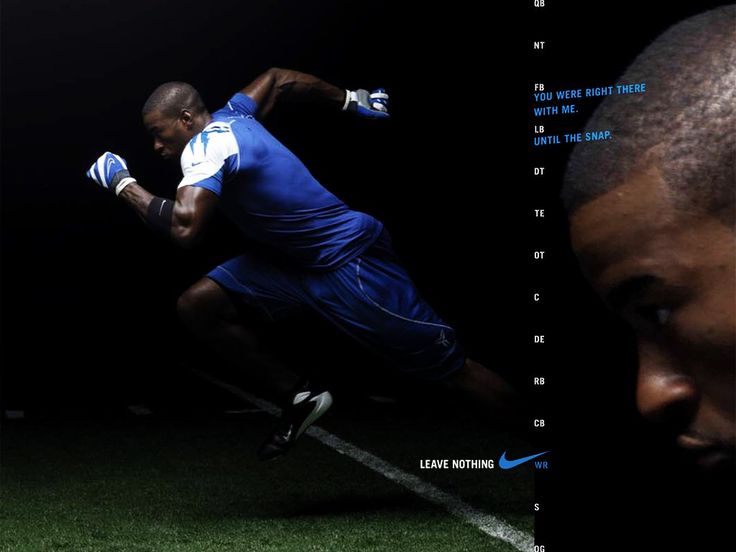 QB
NT
FB
YOU WERE RIGHT THERE
WITH ME.
LB
UNTIL THE SNAP.
DT
TE
OT
C
DE
RB
CB
LEAVE NOTHING
WR
S
OG